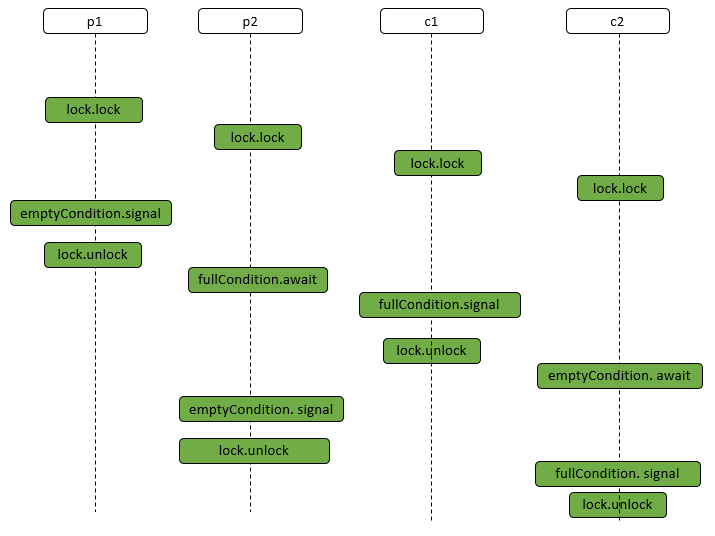 p1
p2
c1
c2
lock.lock
lock.lock
lock.lock
lock.lock
emptyCondition.signal
lock.unlock
fullCondition.await
fullCondition.signal
lock.unlock
emptyCondition. await
emptyCondition. signal
lock.unlock
fullCondition. signal
lock.unlock